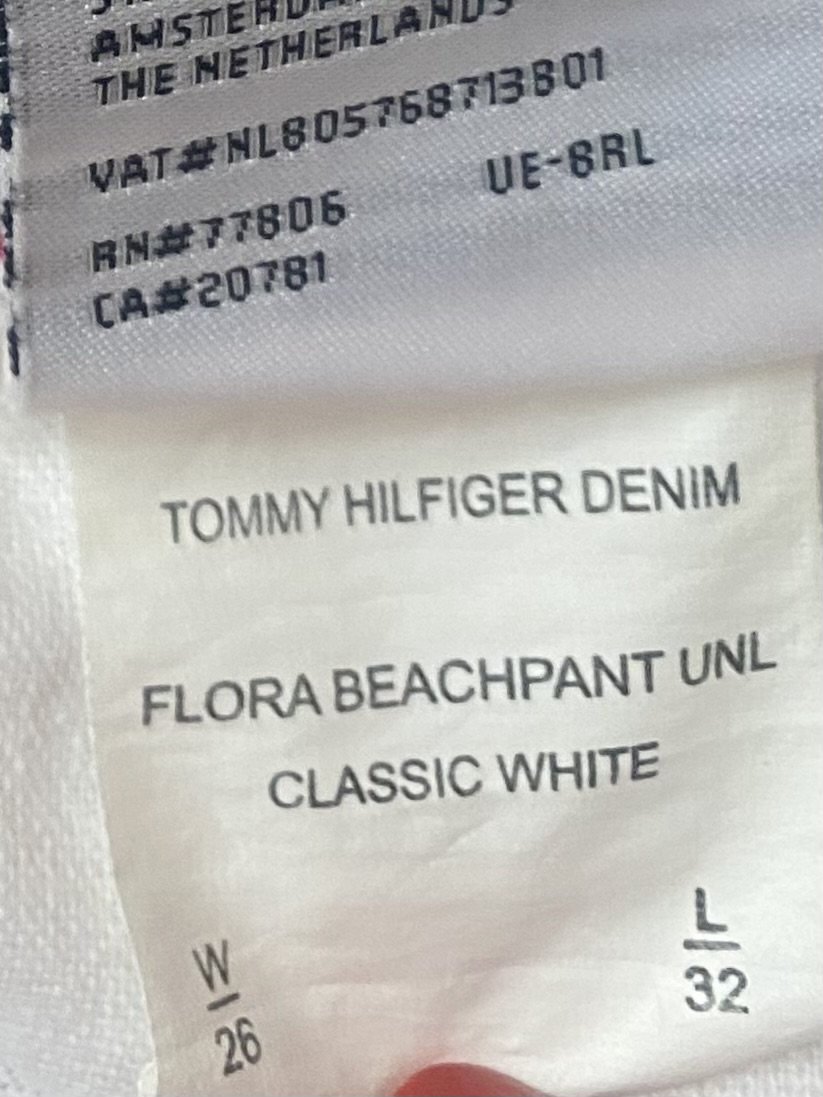 AMSTERDA
THE NETHERLANDS
VAT#NL805768713B01
UE-8RL
RN#77806
CA#20781
TOMMY HILFIGER DENIM
FLORA BEACHPANT UNL
CLASSIC WHITE
W L
26 32